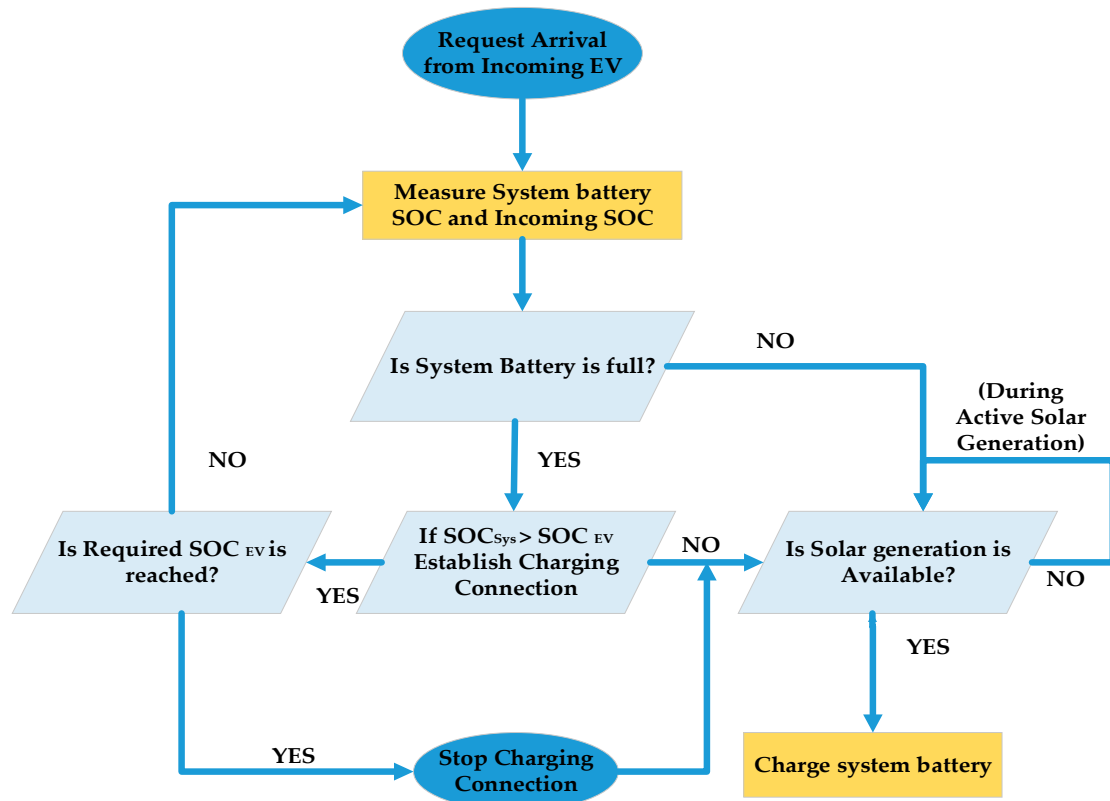 Request Arrival
from Incoming EV
Measure System battery
SOC and Incoming SOC
Is System Battery is full?
NO
(During
Active Solar
Generation)
YES
NO
Is Required SOC EV is
reached?
YES
If SOCSys > SOC EV
Establish Charging
Connection
NO
Is Solar generation is
Available?
NO
YES
YES
Stop Charging
Connection
Charge system battery